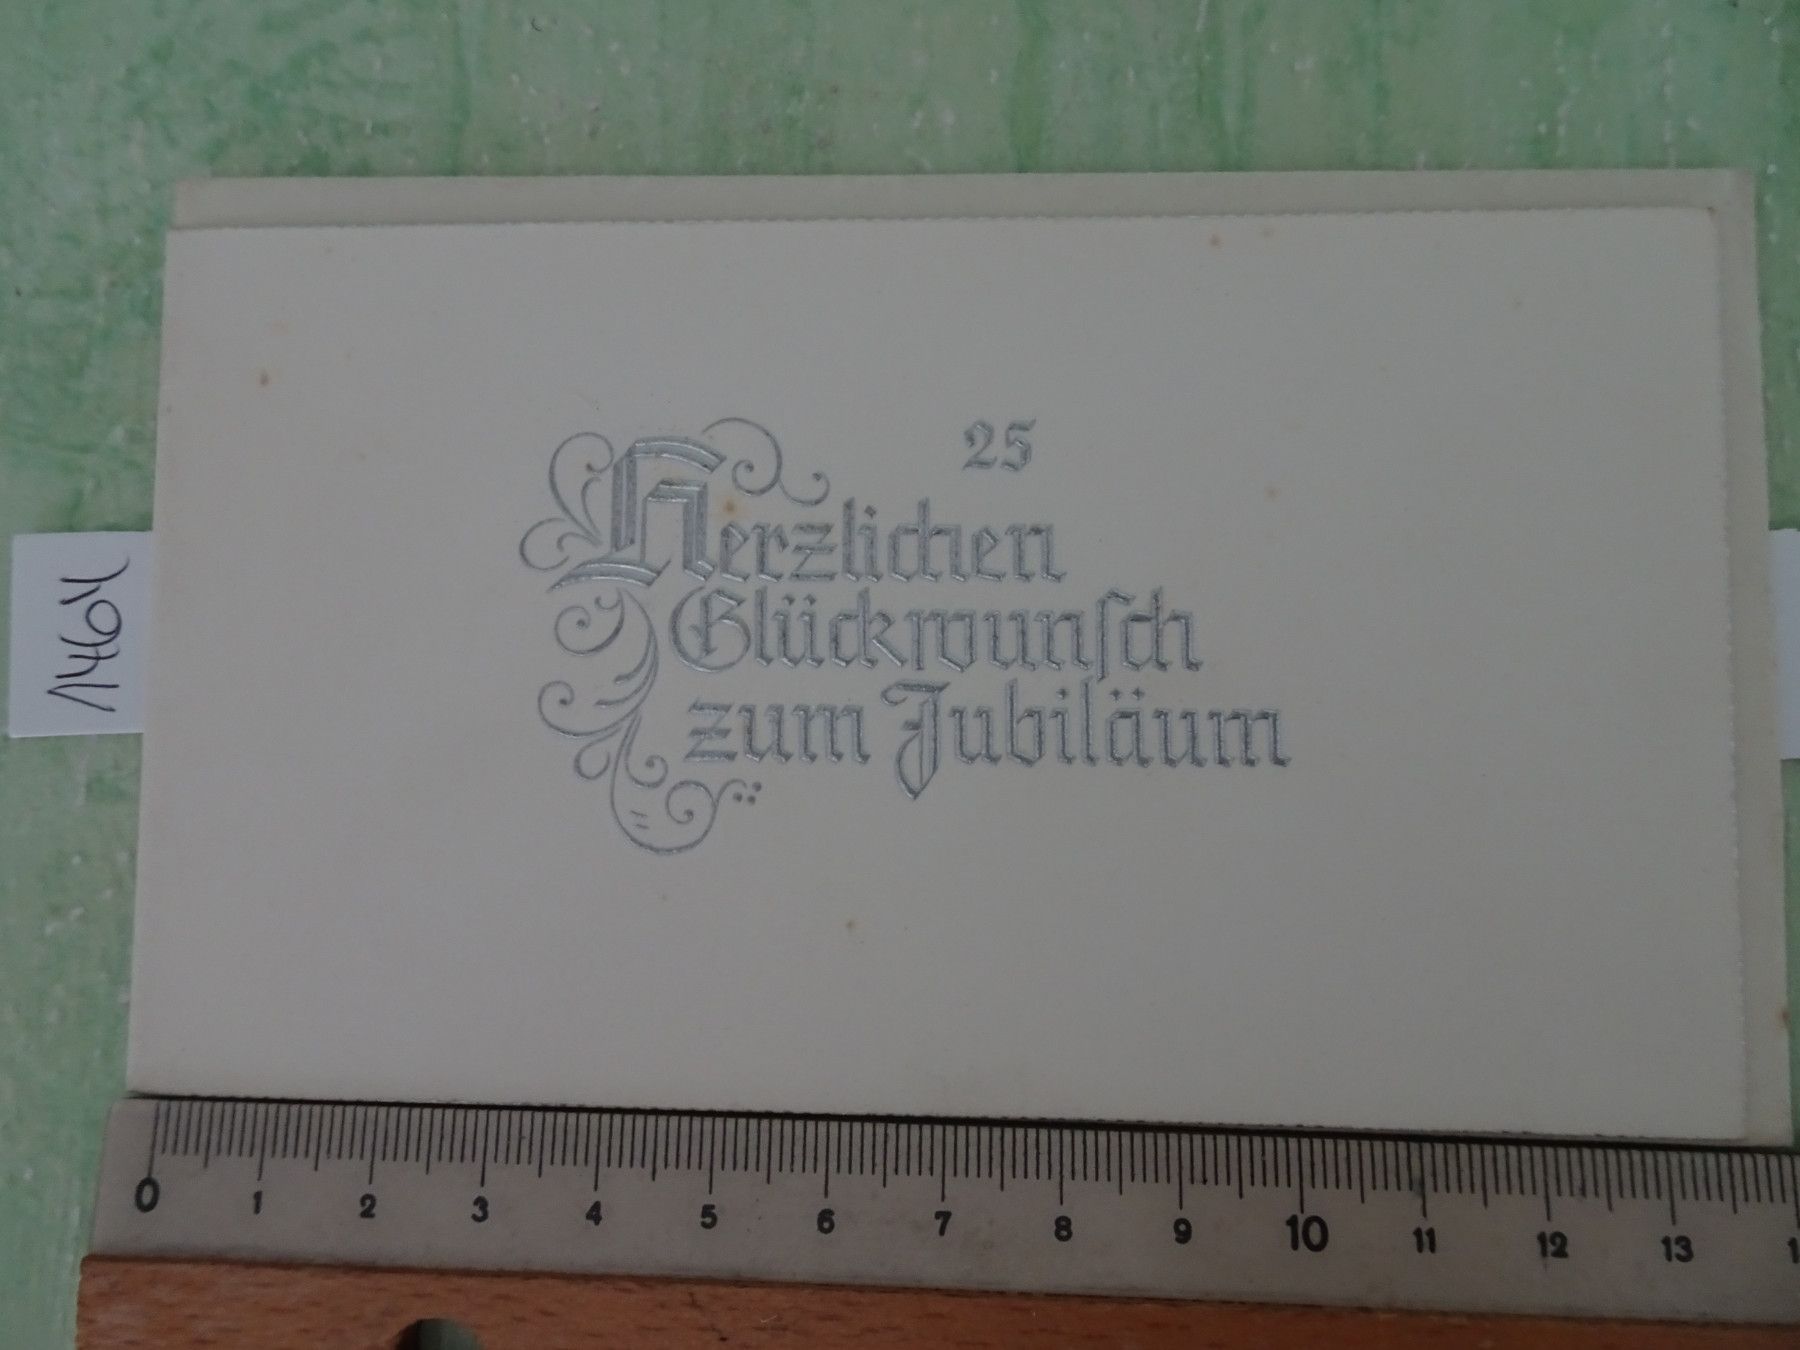 25
Herzlichen
Glückwunſch
zum Jubiläum
1464
0 1 2 3 4 5 6 7 8 9 10 11 12 13